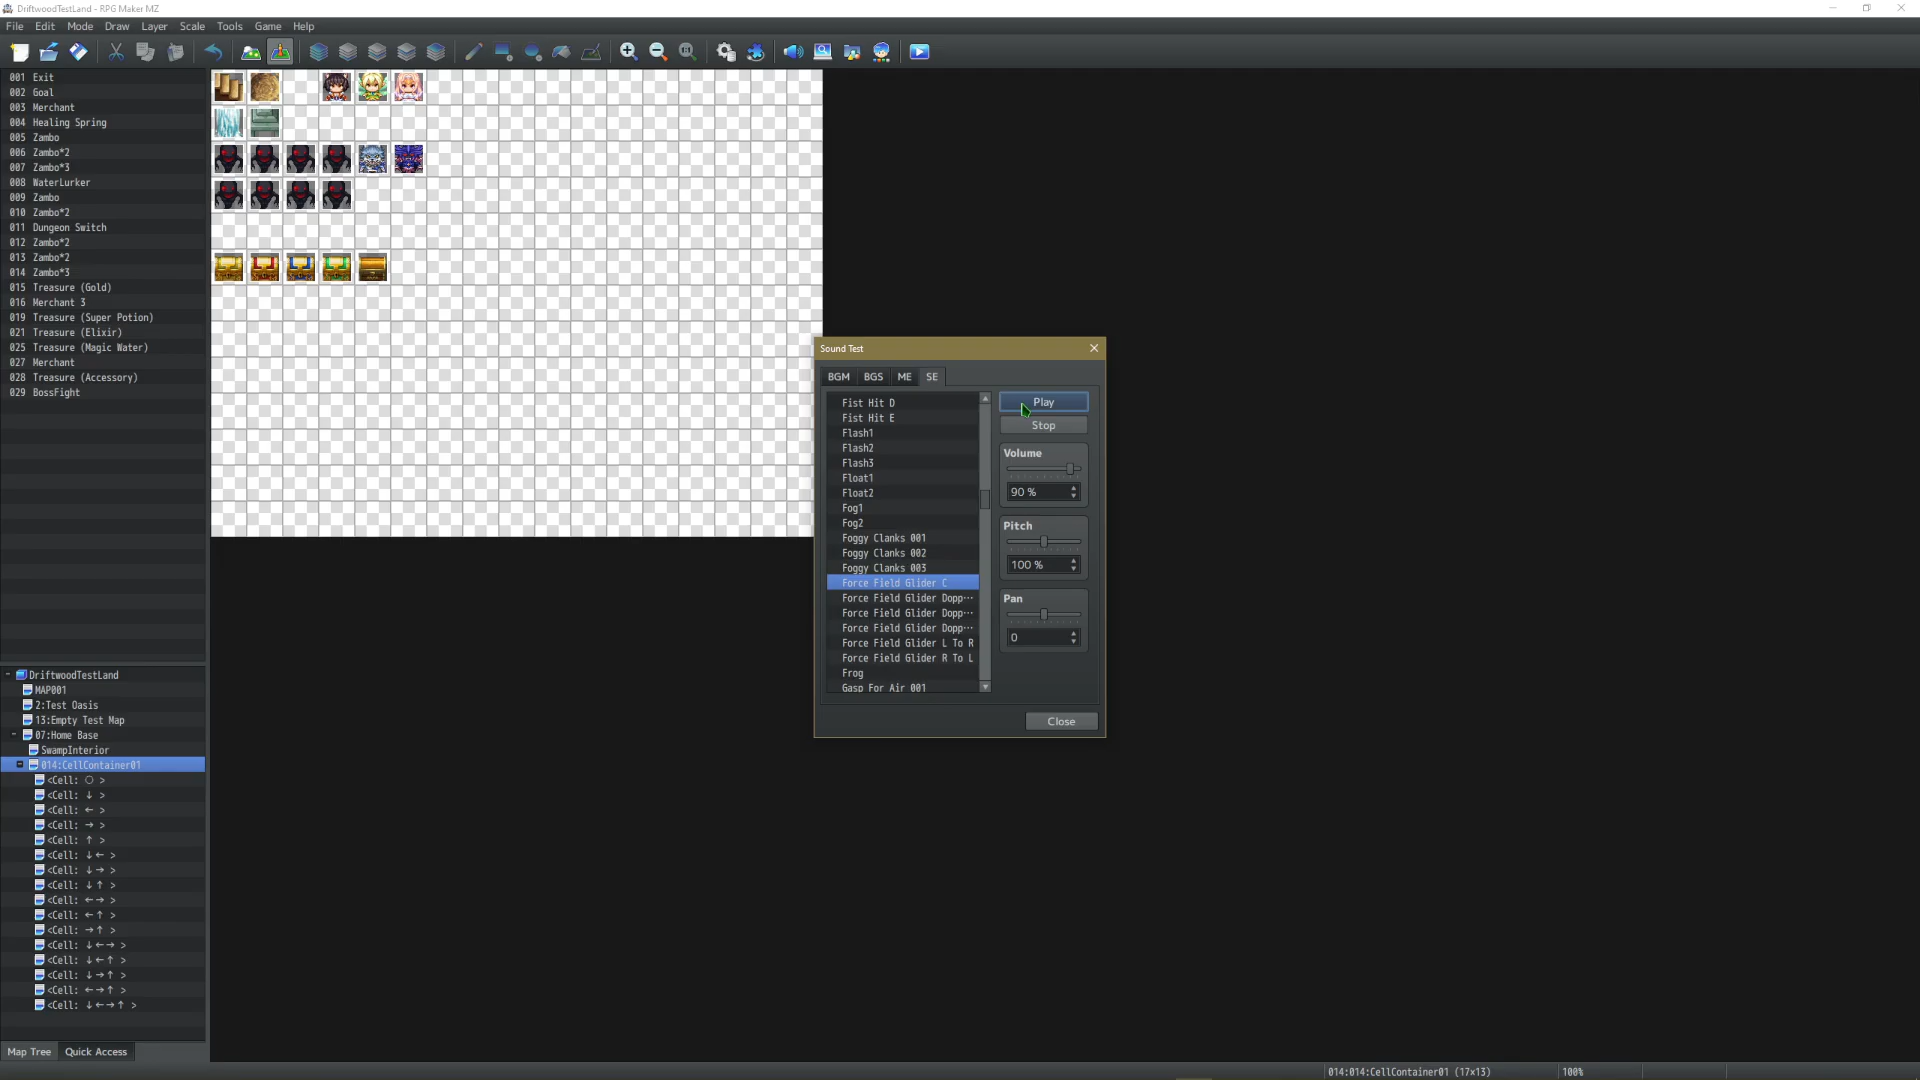 DriftwoodTestLand - RPG Maker MZ
File Edit Mode Draw Layer Scale Tools Game Help
001 Exit
002 Goal
003 Merchant
004 Healing Spring
005 Zambo
006 Zambo*2
007 Zambo*3
008 WaterLurker
009 Zambo
010 Zambo*2
011 Dungeon Switch
012 Zambo*2
013 Zambo*2
014 Zambo*3
015 Treasure (Gold)
016 Merchant 3
019 Treasure (Super Potion)
021 Treasure (Elixir)
025 Treasure (Magic Water)
027 Merchant
028 Treasure (Accessory)
029 BossFight
DriftwoodTestLand
MAP001
2:Test Oasis
13:Empty Test Map
07:Home Base
SwampInterior
014:CellContainer01
<Cell: ○ >
<Cell: ↓ >
<Cell: ← >
<Cell: → >
<Cell: ↑ >
<Cell: ↓← >
<Cell: ↓→ >
<Cell: ↓↑ >
<Cell: ←→ >
<Cell: ←↑ >
<Cell: →↑ >
<Cell: ↓←→ >
<Cell: ↓←↑ >
<Cell: ↓→↑ >
<Cell: ←→↑ >
<Cell: ↓←→↑ >
Map Tree Quick Access
Sound Test
BGM BGS ME SE
Fist Hit D
Fist Hit E
Flash1
Flash2
Flash3
Float1
Float2
Fog1
Fog2
Foggy Clanks 001
Foggy Clanks 002
Foggy Clanks 003
Force Field Glider C
Force Field Glider Dopp…
Force Field Glider Dopp…
Force Field Glider Dopp…
Force Field Glider L To R
Force Field Glider R To L
Frog
Gasp For Air 001
Play
Stop
Volume
90 %
Pitch
100 %
Pan
0
Close
014:014:CellContainer01 (17x13) 100%